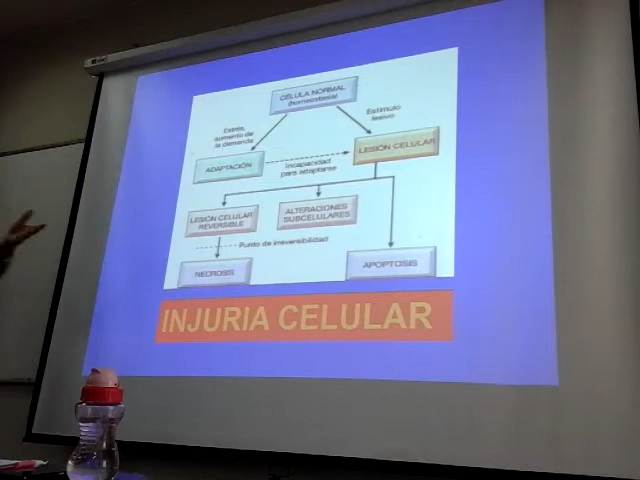 CÉLULA NORMAL
(homeostasia)
Estrés,
aumento de
la demanda
Estímulo
lesivo
ADAPTACIÓN
Incapacidad
para adaptarse
LESIÓN CELULAR
LESIÓN CELULAR
REVERSIBLE
ALTERACIONES
SUBCELULARES
Punto de irreversibilidad
NECROSIS
APOPTOSIS
INJURIA CELULAR